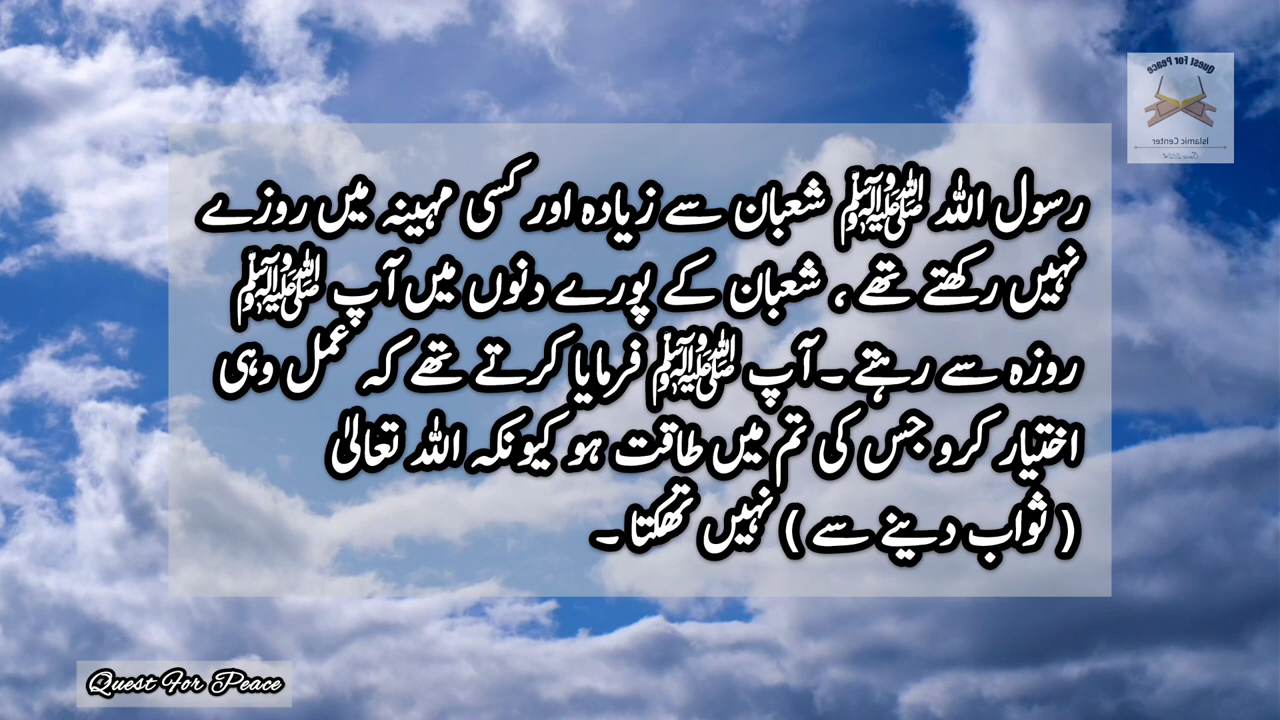 Quest For Peace
Islamic Center
رسول اللہ ﷺ شعبان سے زیادہ اور کسی مہینہ میں روزے
نہیں رکھتے تھے ، شعبان کے پورے دنوں میں آپ ﷺ
روزہ سے رہتے ۔ آپ ﷺ فرمایا کرتے تھے کہ عمل وہی
اختیار کرو جس کی تم میں طاقت ہو کیونکہ اللہ تعالیٰ
( ثواب دینے سے ) نہیں تھکتا ۔
Quest For Peace